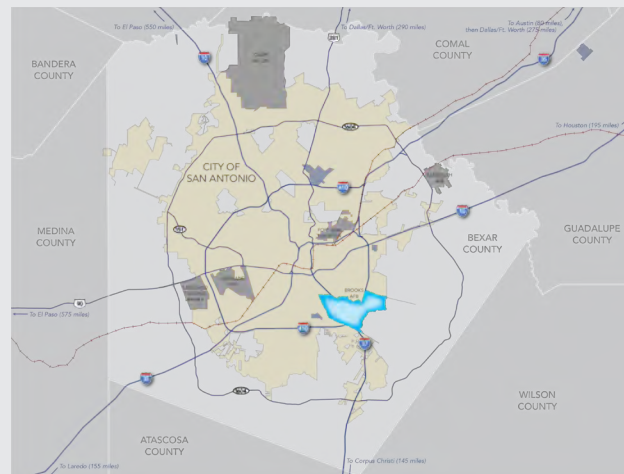 To El Paso (550 miles)
281
To Dallas/Ft. Worth (290 miles)
To Austin (80 miles),
then Dallas/Ft. Worth (275 miles)
COMAL
COUNTY
BANDERA
COUNTY
To Houston (195 miles)
CITY OF
SAN ANTONIO
MEDINA
COUNTY
GUADALUPE
COUNTY
BEXAR
COUNTY
BROOKS
90
To El Paso (575 miles)
410
WILSON
COUNTY
ATASCOSA
COUNTY
To Laredo (155 miles)
To Corpus Christi (145 miles)